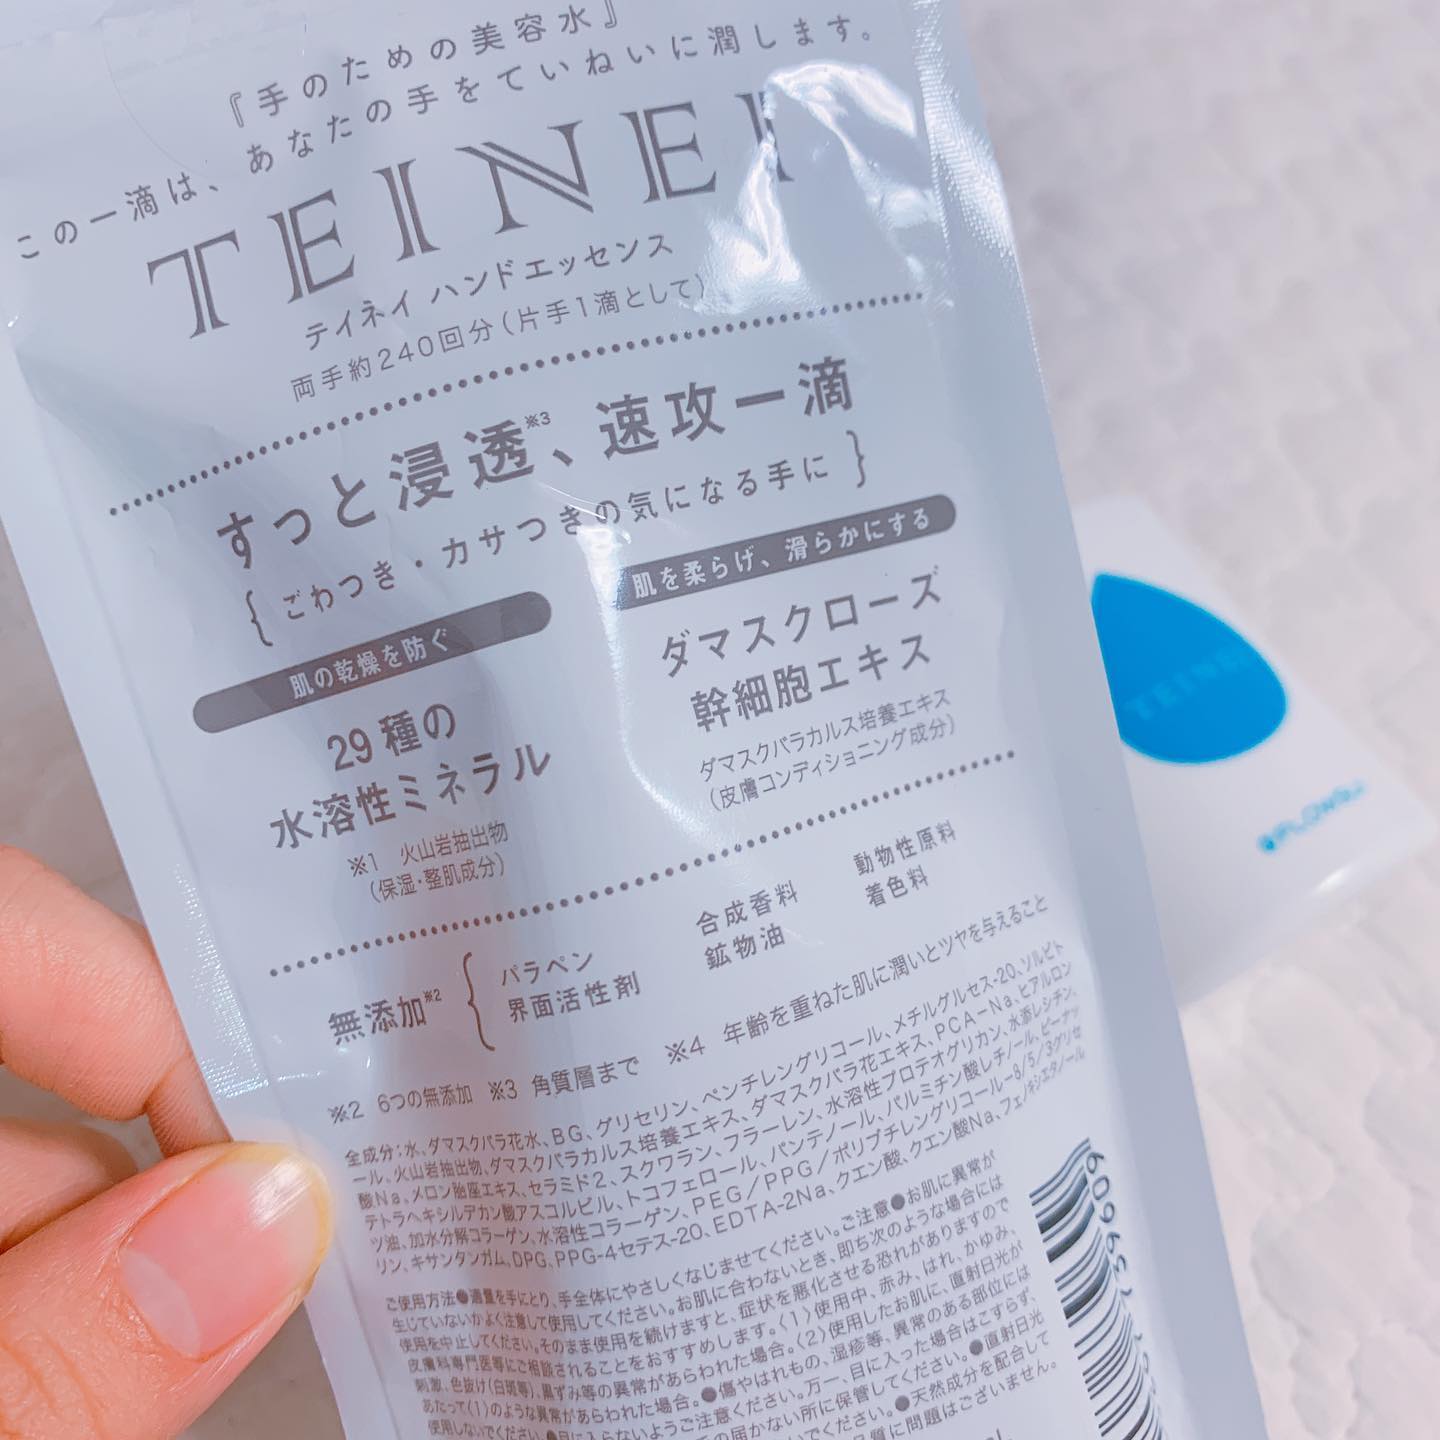 『手のための美容水』
この一滴は、あなたの手をていねいに潤します。
TEINEI
テイネイ ハンドエッセンス
両手約240回分(片手1滴として)
すっと浸透※3、速攻一滴
{ごわつき・カサつきの気になる手に}
肌の乾燥を防ぐ
29種の
水溶性ミネラル
※1 火山岩抽出物
(保湿・整肌成分)
肌を柔らげ、滑らかにする
ダマスクローズ
幹細胞エキス
ダマスクバラカルス培養エキス
(皮膚コンディショニング成分)
無添加※2
パラベン
界面活性剤
合成香料
鉱物油
動物性原料
着色料
※2 6つの無添加 ※3 角質層まで ※4 年齢を重ねた肌に潤いとツヤを与えること
全成分:水、ダマスクバラ花水、BG、グリセリン、ペンチレングリコール、メチルグルセス-20、ソルビト
ール、火山岩抽出物、ダマスクバラカルス培養エキス、ダマスクバラ花エキス、PCA-Na、ヒアルロン
酸Na、メロン胎座エキス、セラミド2、スクワラン、フラーレン、水溶性プロテオグリカン、水添レシチン、
テトラヘキシルデカン酸アスコルビル、トコフェロール、パンテノール、パルミチン酸レチノール、ピーナッ
ツ油、加水分解コラーゲン、水溶性コラーゲン、PEG/PPG/ポリブチレングリコール-8/5/3グリセ
リン、キサンタンガム、DPG、PPG-4セテス-20、EDTA-2Na、クエン酸、クエン酸Na、フェノキシエタノール
ご使用方法●適量を手にとり、手全体にやさしくなじませてください。ご注意●お肌に異常が
生じていないかよく注意して使用してください。お肌に合わないとき、即ち次のような場合には
使用を中止してください。そのまま使用を続けますと、症状を悪化させる恐れがありますので
皮膚科専門医等にご相談されることをおすすめします。(1)使用中、赤み、はれ、かゆみ、
刺激、色抜け(白斑等)、黒ずみ等の異常があらわれた場合。(2)使用したお肌に、直射日光が
あたって(1)のような異常があらわれた場合。●傷やはれもの、湿疹等、異常のある部位には
使用しないでください。●目に入らないようご注意ください。万一、目に入った場合はこすらず、
の届かない所に保管してください。●直射日光
でください。●天然成分を配合して
品質に問題はございません。
TEINEI